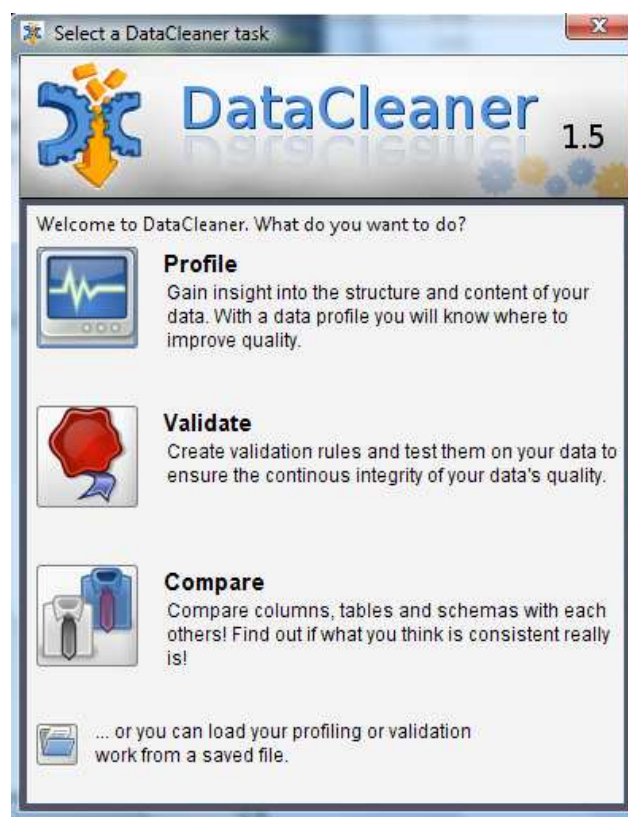 Select a DataCleaner task
DataCleaner 1.5
Welcome to DataCleaner. What do you want to do?
Profile
Gain insight into the structure and content of your
data. With a data profile you will know where to
improve quality.
Validate
Create validation rules and test them on your data to
ensure the continous integrity of your data's quality.
Compare
Compare columns, tables and schemas with each
others! Find out if what you think is consistent really
is!
... or you can load your profiling or validation
work from a saved file.